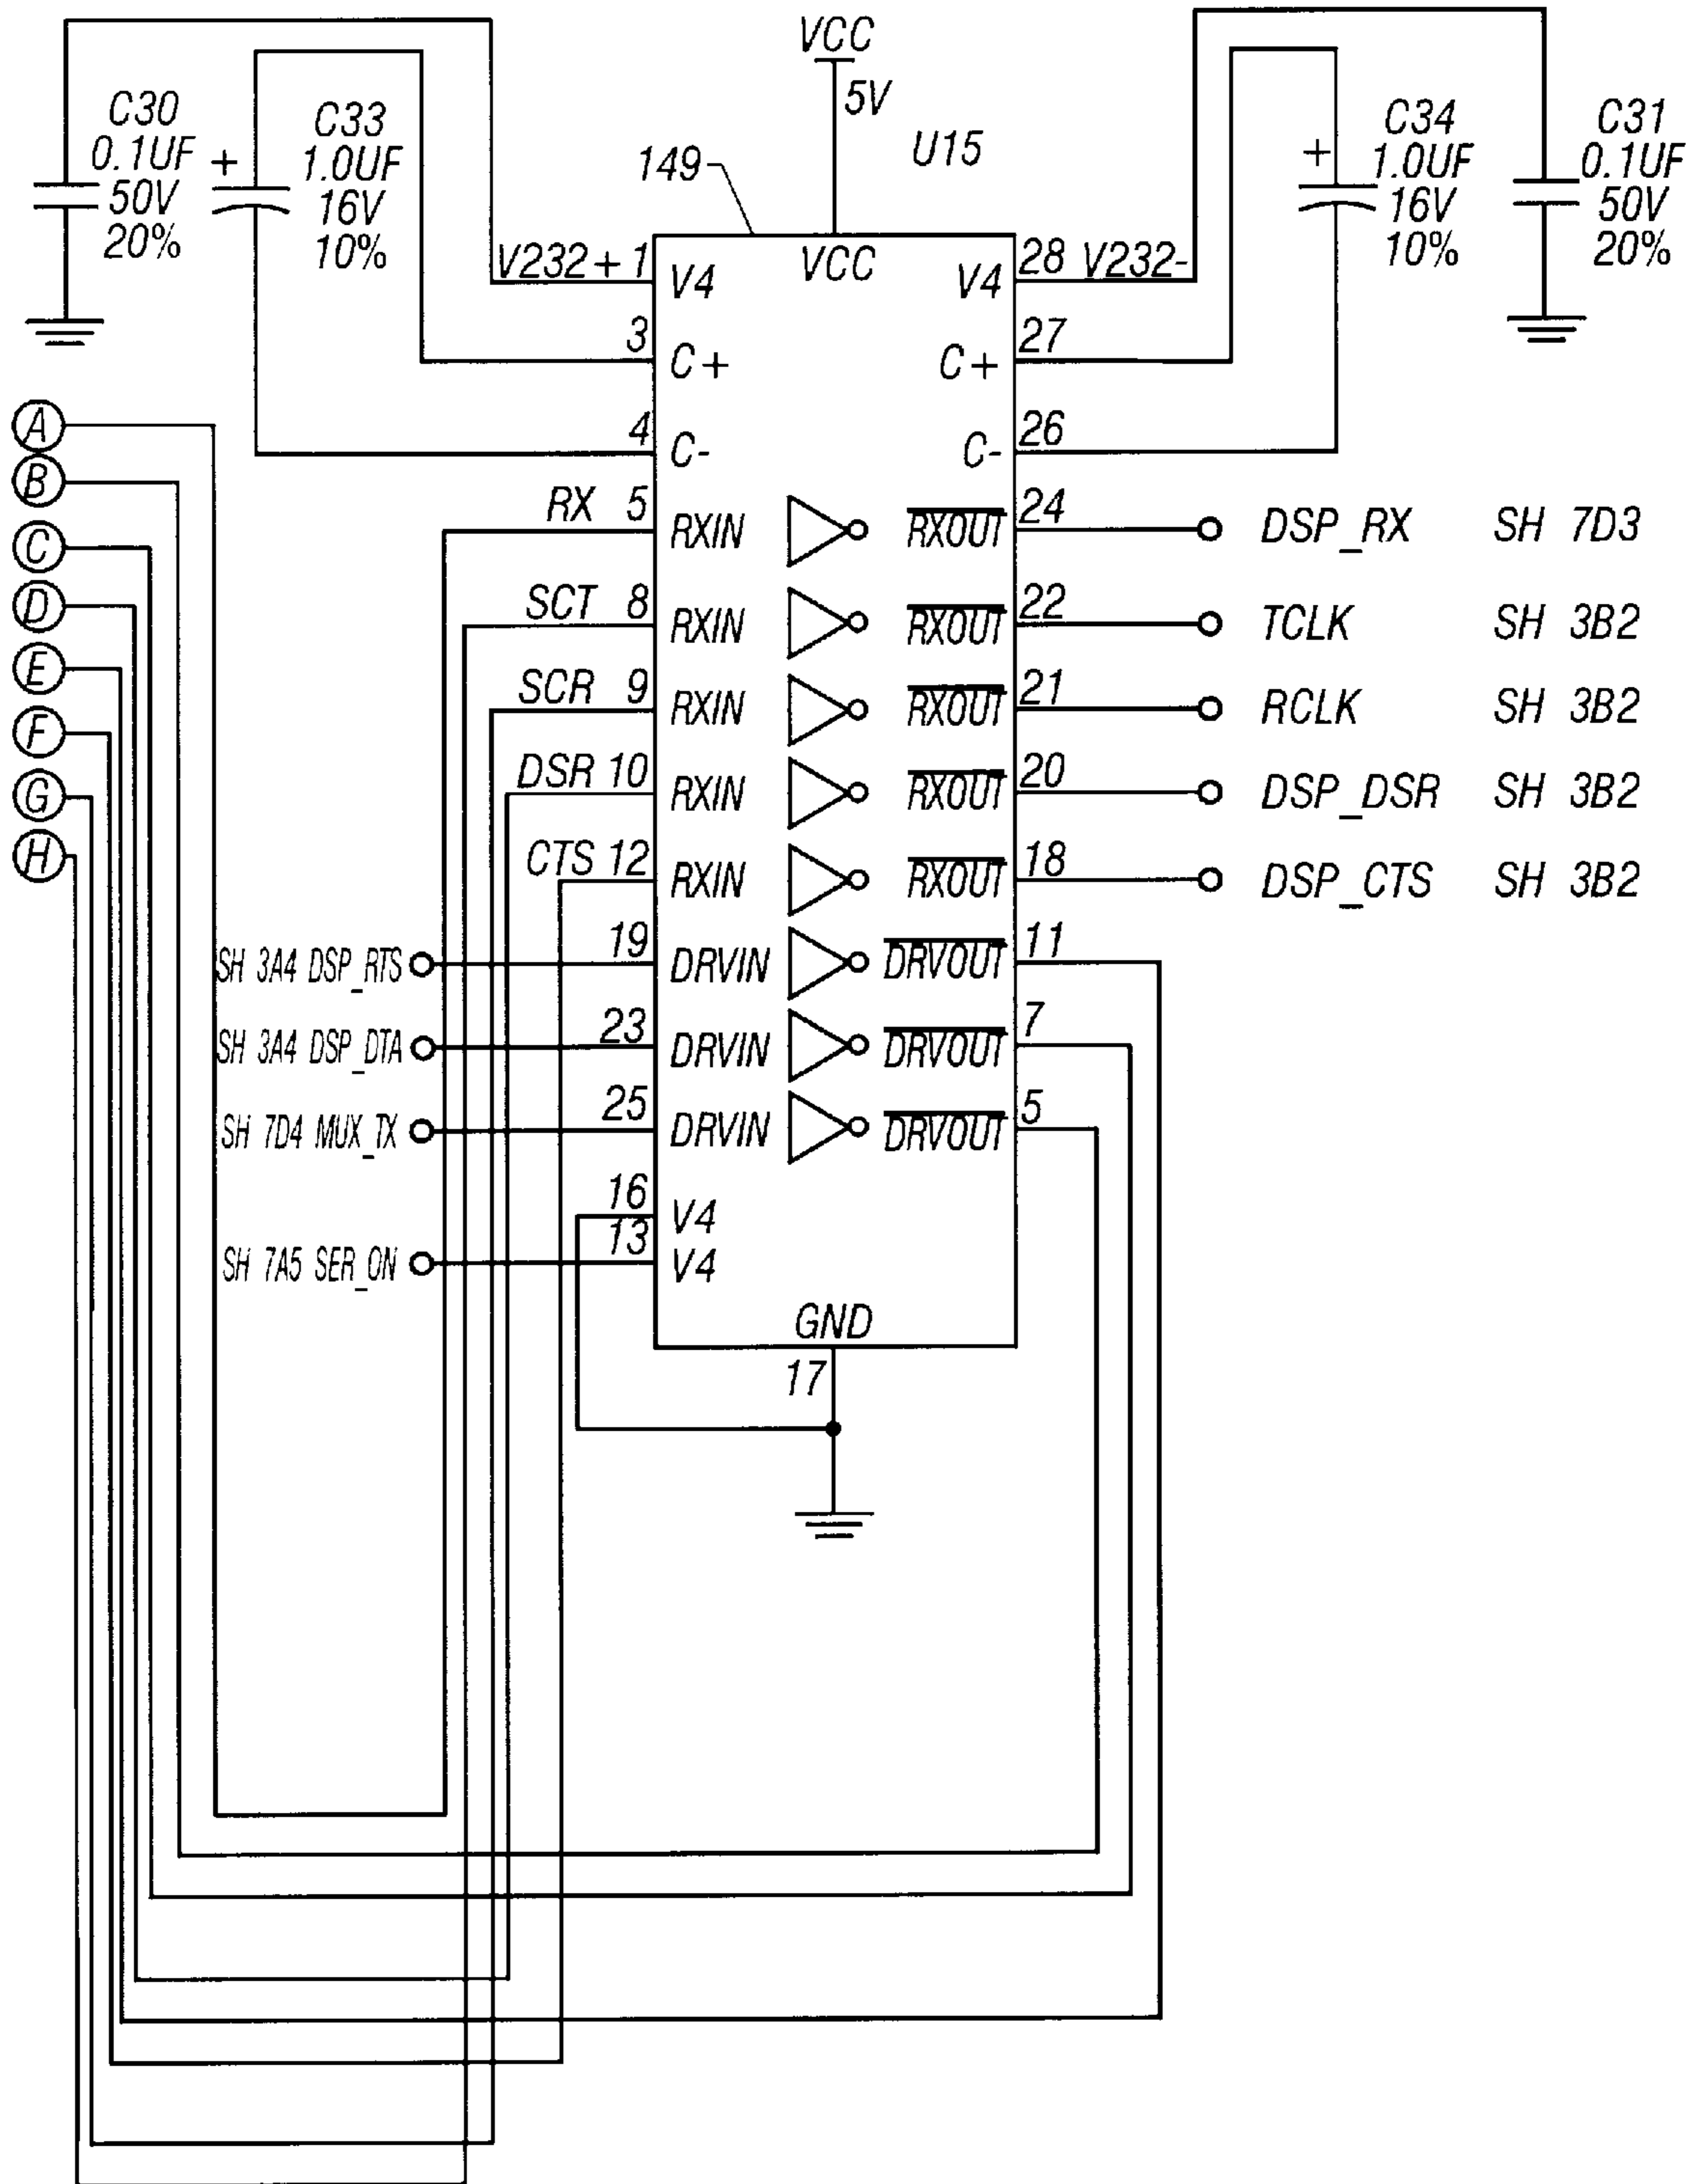 VCC
5V
U15
149
C30
0.1UF
50V
20%
+
C33
1.0UF
16V
10%
+
C34
1.0UF
16V
10%
C31
0.1UF
50V
20%
V232+ 1 V4 VCC V4 28 V232-
3 C+ C+ 27
4 C- C- 26
A
B
C
D
E
F
G
H
RX 5 RXIN RXOUT 24 DSP_RX SH 7D3
SCT 8 RXIN RXOUT 22 TCLK SH 3B2
SCR 9 RXIN RXOUT 21 RCLK SH 3B2
DSR 10 RXIN RXOUT 20 DSP_DSR SH 3B2
CTS 12 RXIN RXOUT 18 DSP_CTS SH 3B2
SH 3A4 DSP_RTS 19 DRVIN DRVOUT 11
SH 3A4 DSP_DTA 23 DRVIN DRVOUT 7
SH 7D4 MUX_TX 25 DRVIN DRVOUT 5
16 V4
SH 7A5 SER_ON 13 V4
GND
17